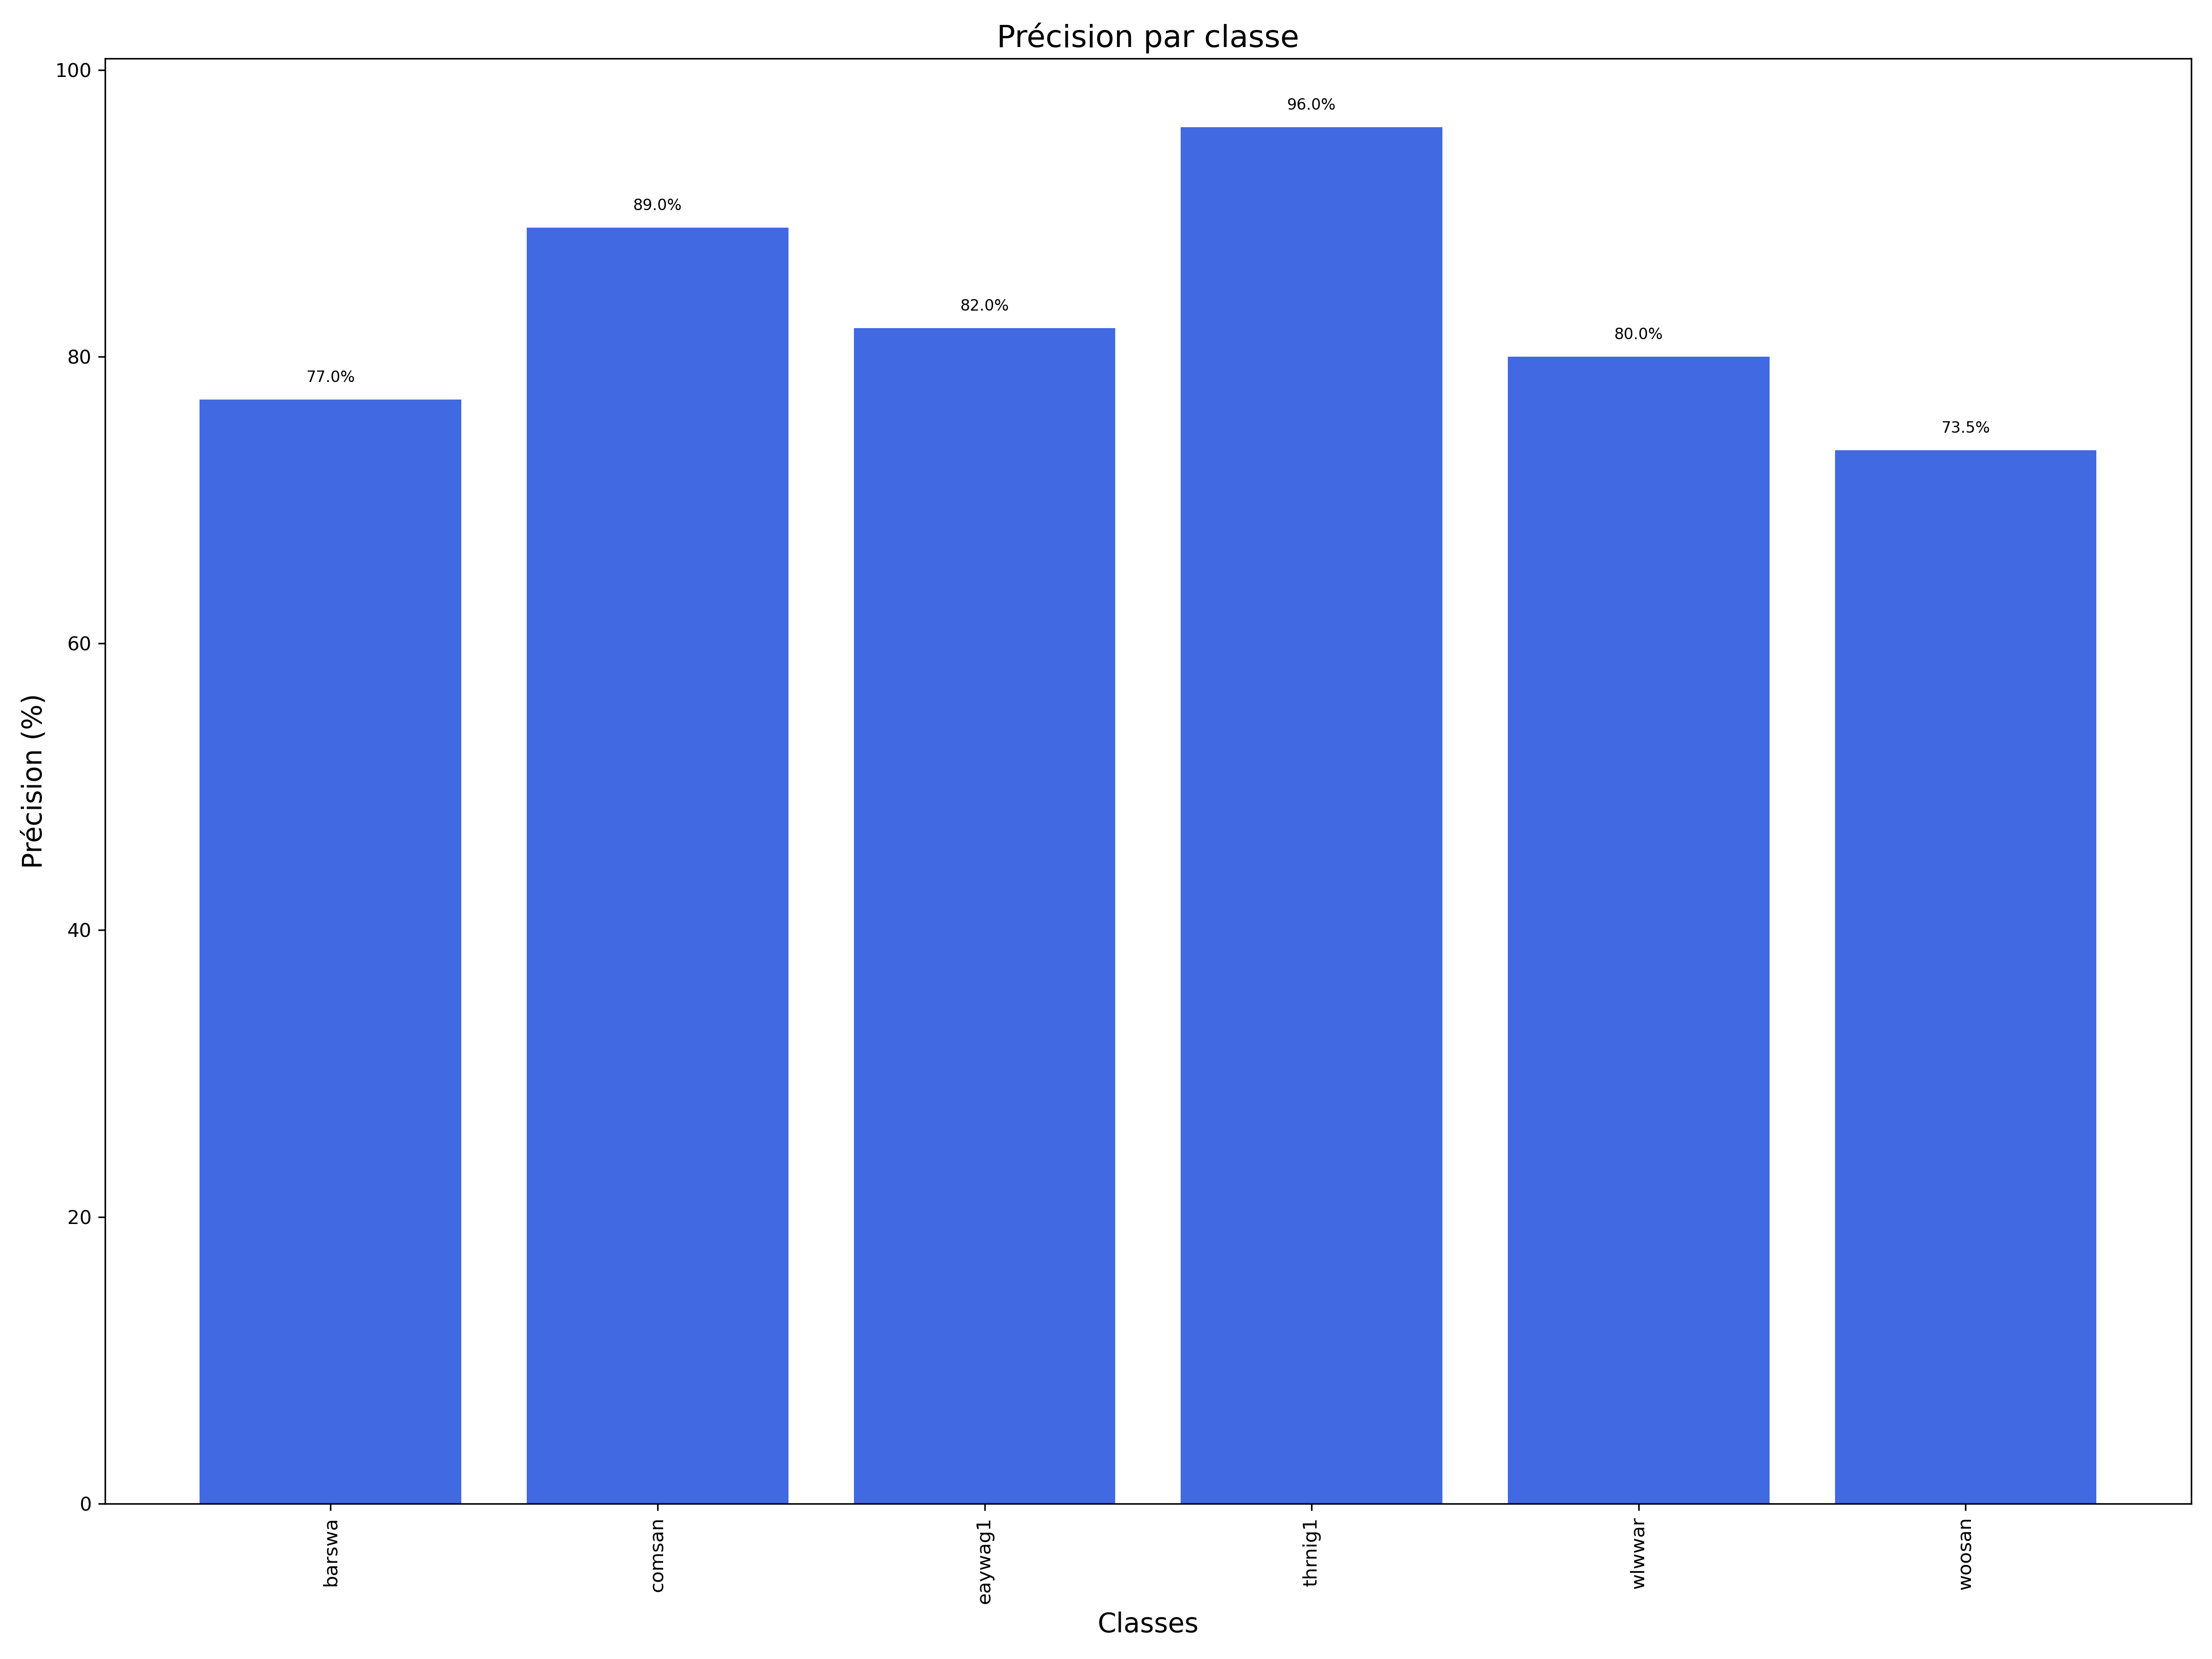 Précision par classe
Précision (%)
100
80
60
40
20
0
77.0%
89.0%
82.0%
96.0%
80.0%
73.5%
barswa
comsan
eaywag1
thrnig1
wlwwar
woosan
Classes